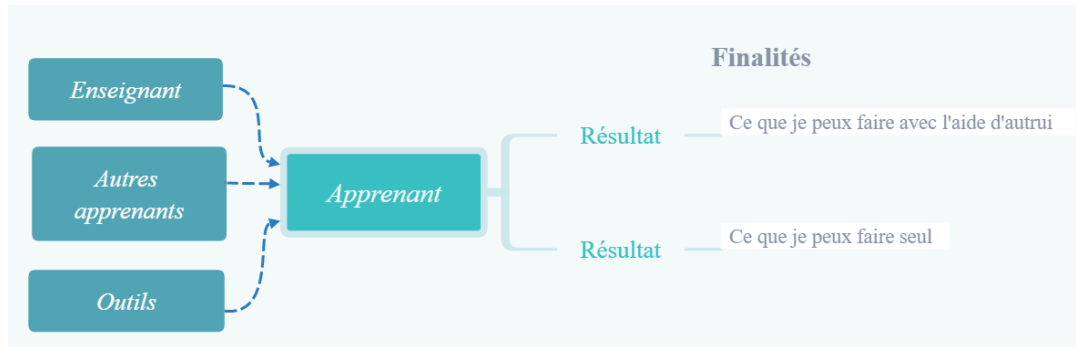 Finalités
Enseignant
Autres
apprenants
Outils
Apprenant
Résultat
Ce que je peux faire avec l'aide d'autrui
Résultat
Ce que je peux faire seul